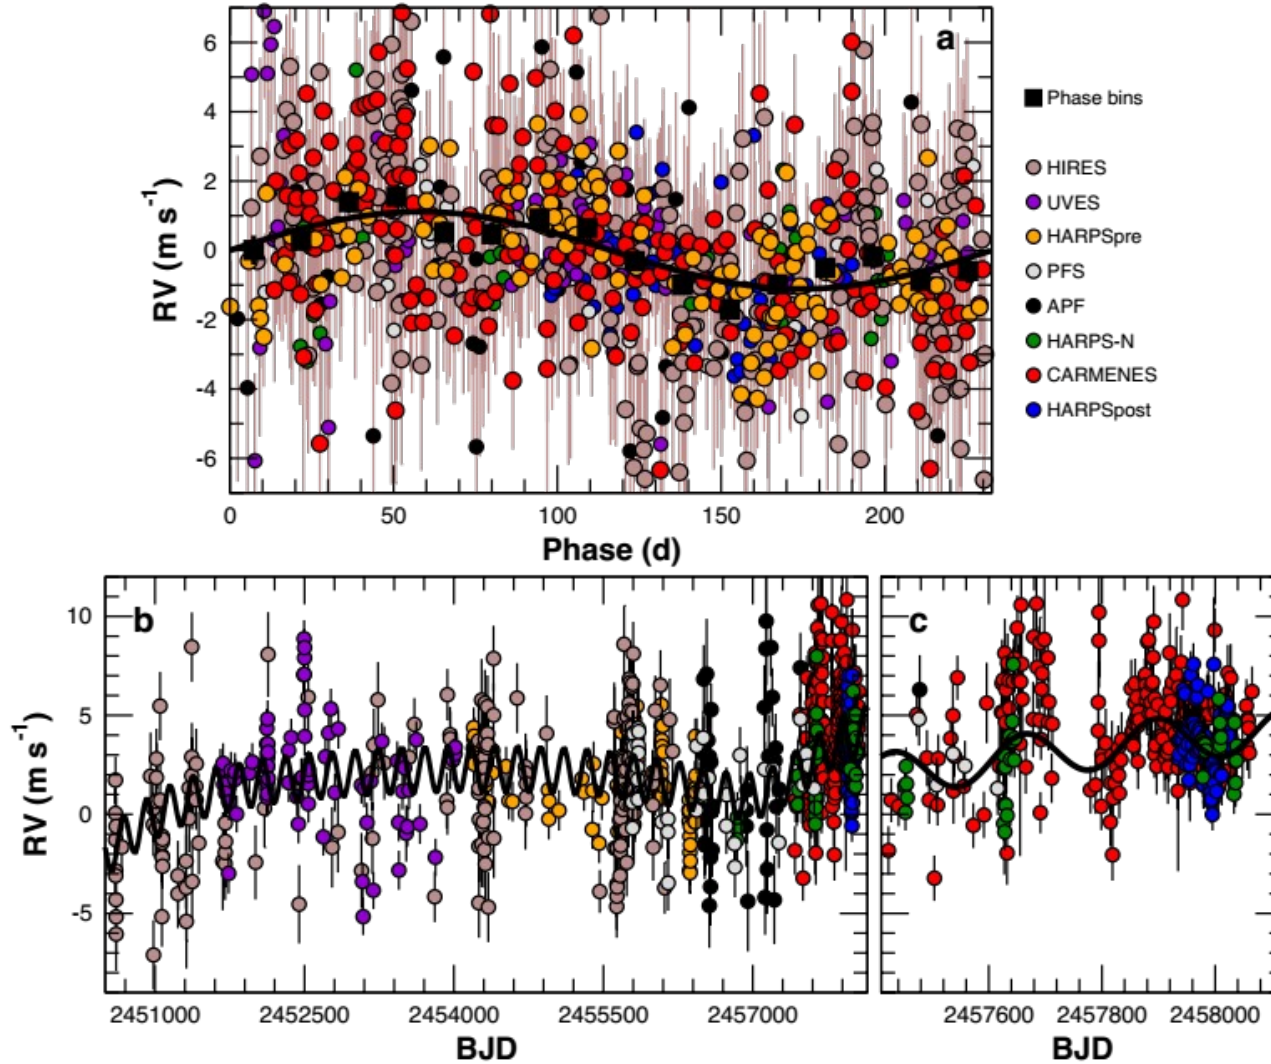 a
6
4
2
0
-2
-4
-6
RV (m s⁻¹)
0 50 100 150 200
Phase (d)
Phase bins
HIRES
UVES
HARPSpre
PFS
APF
HARPS-N
CARMENES
HARPSpost
b
c
10
5
0
-5
RV (m s⁻¹)
2451000 2452500 2454000 2455500 2457000
BJD
2457600 2457800 2458000
BJD